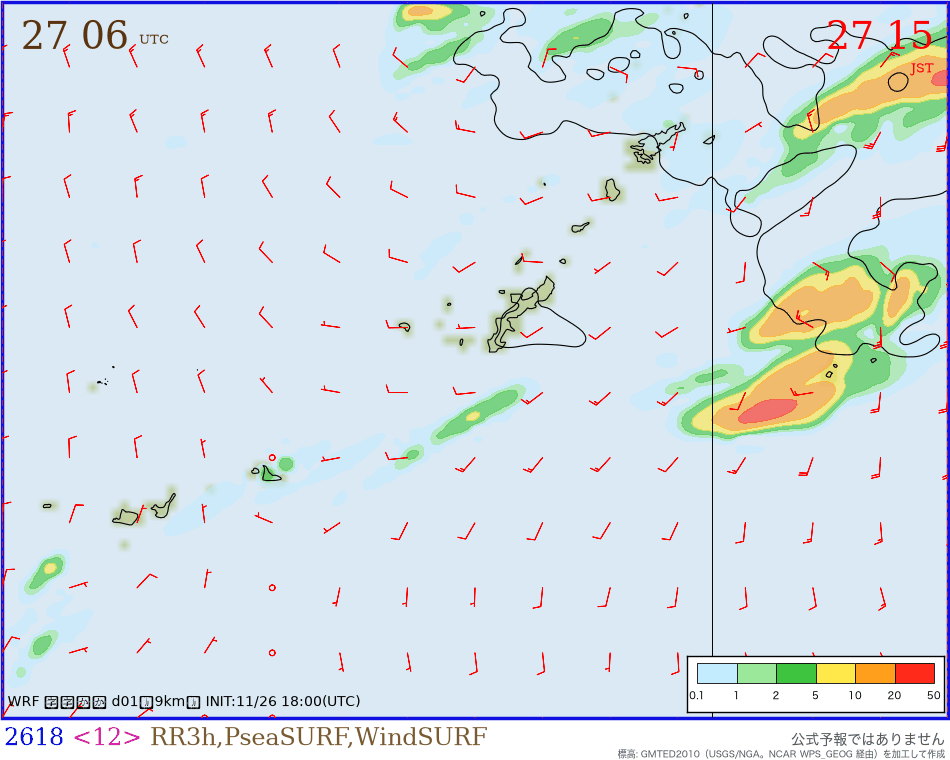 27 06 UTC
27 15
JST
WRF d01 9km INIT:11/26 18:00(UTC)
0.1 1 2 5 10 20 50
2618 <12> RR3h,PseaSURF,WindSURF
公式予報ではありません
標高: GMTED2010（USGS/NGA。NCAR WPS_GEOG 経由）を加工して作成